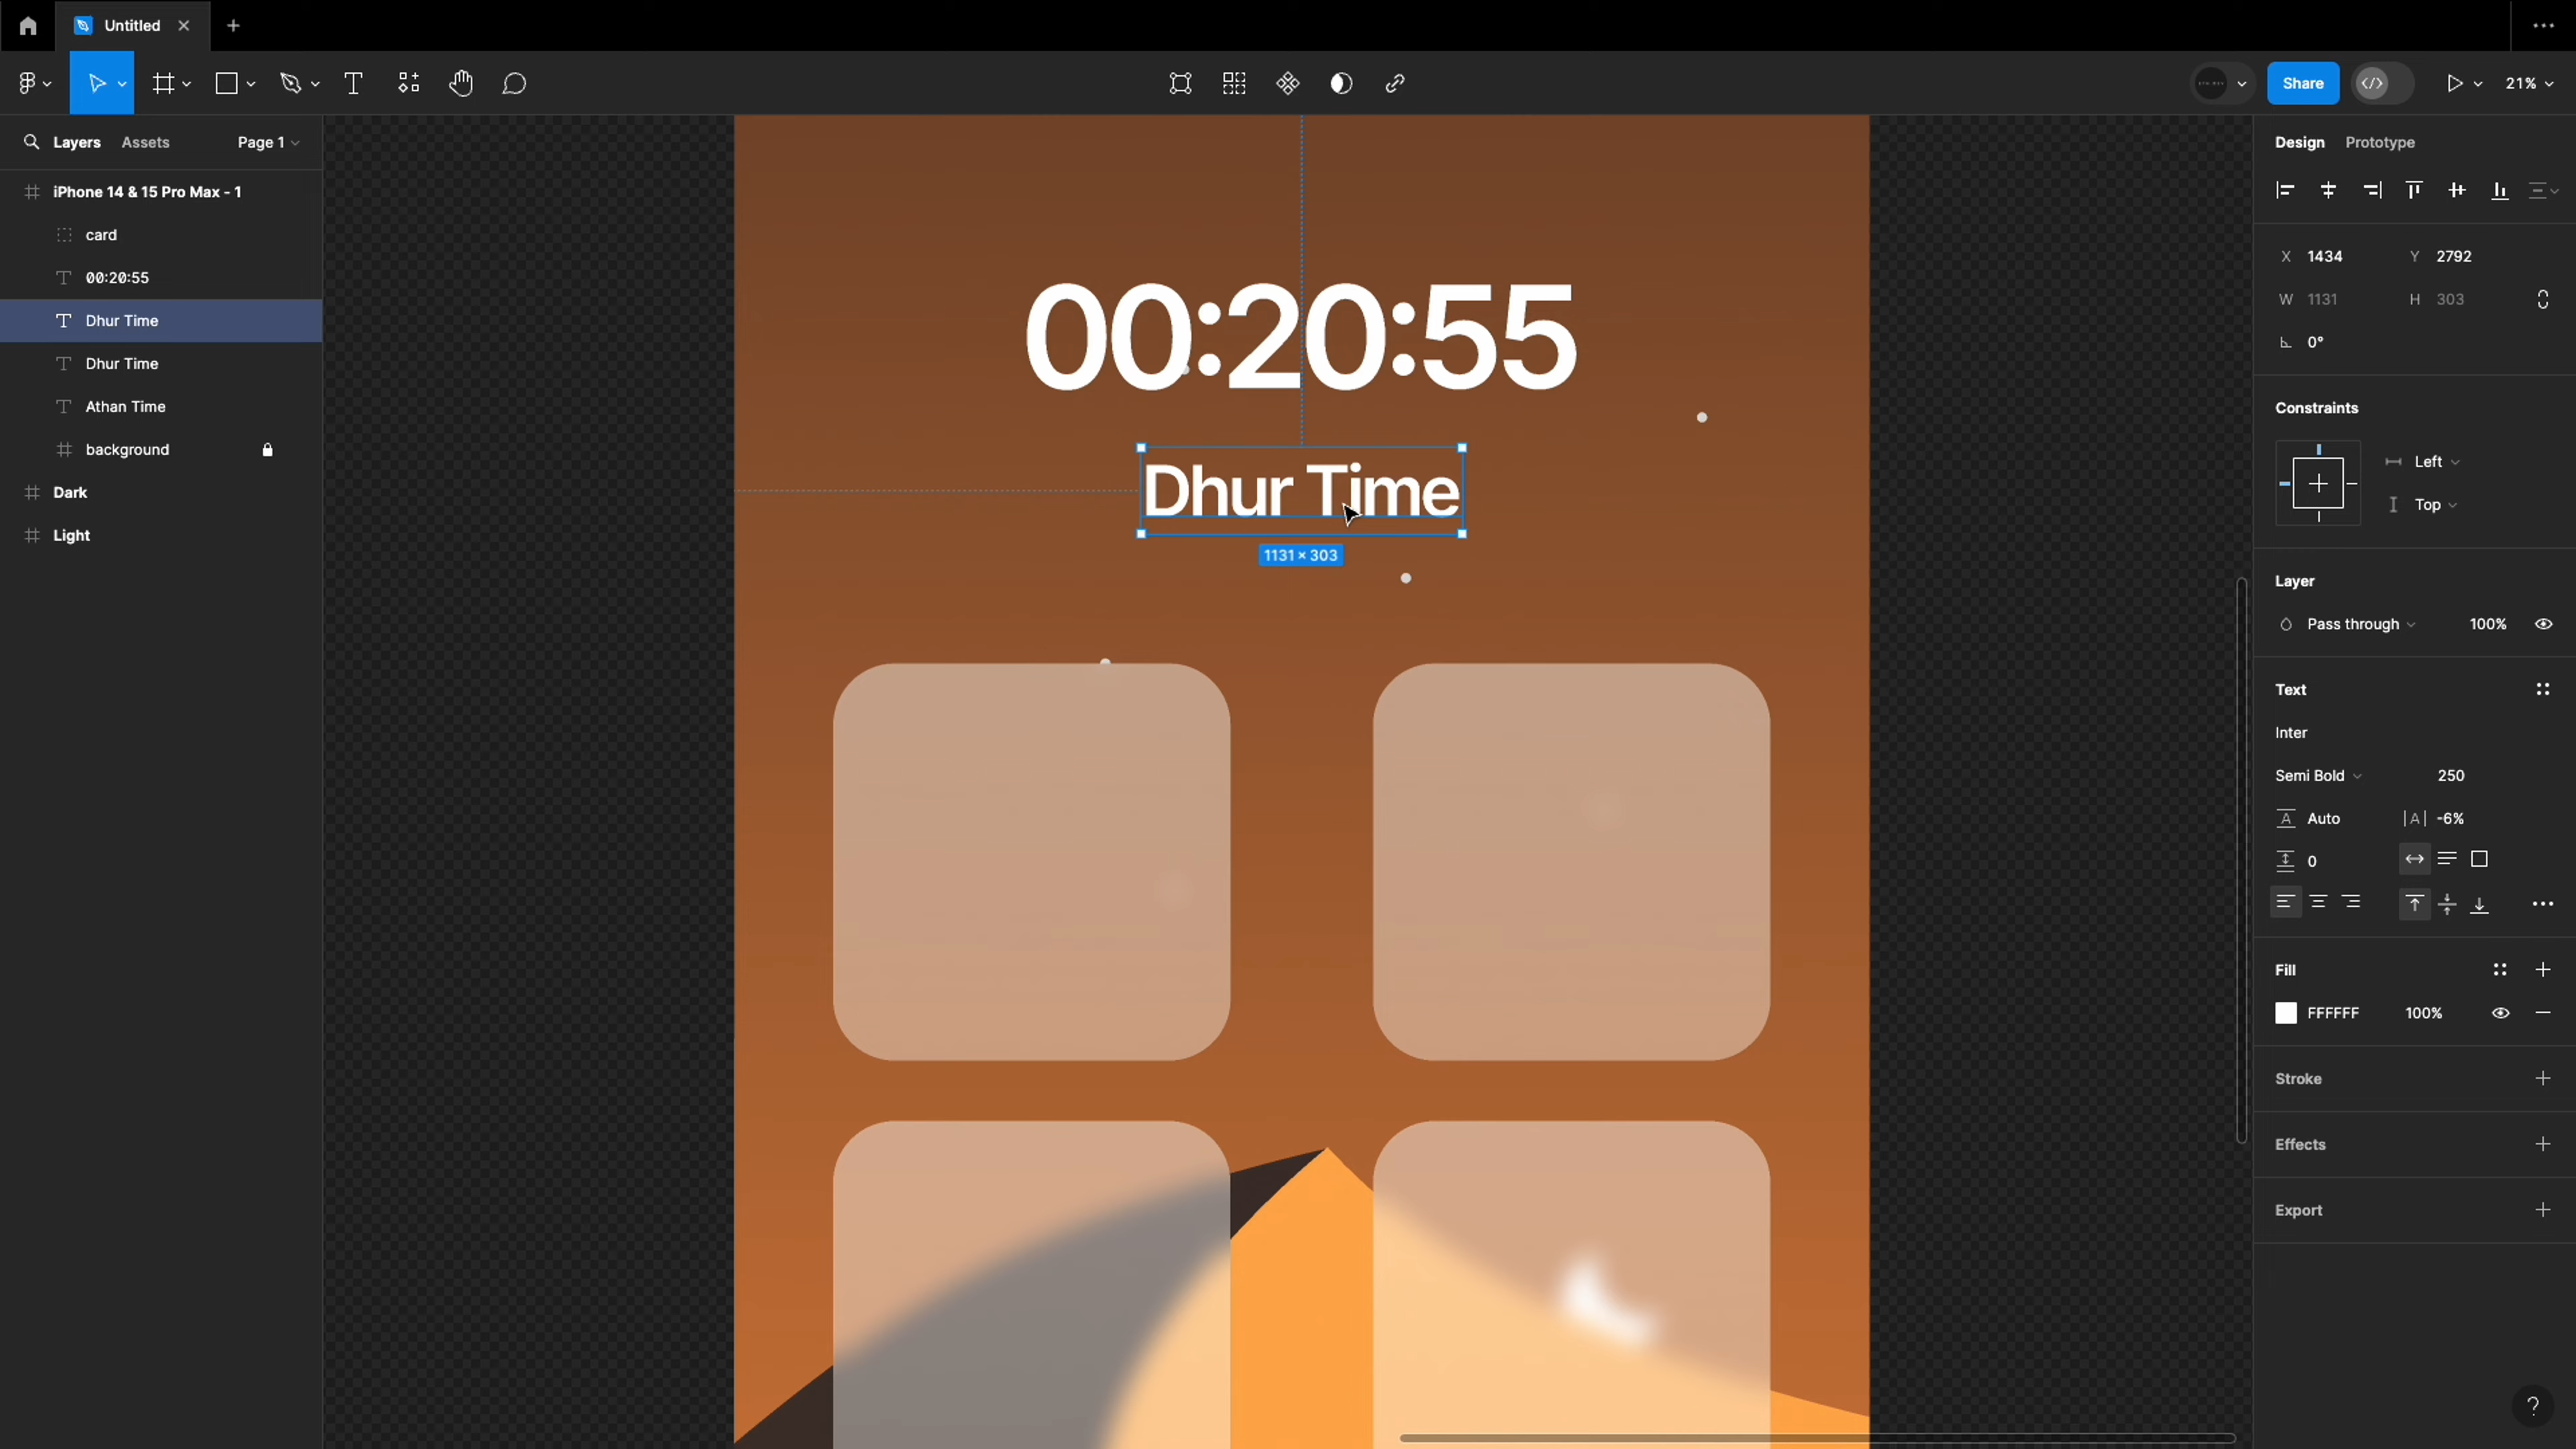 Untitled
Share
21%
Layers Assets Page 1
iPhone 14 & 15 Pro Max - 1
card
00:20:55
Dhur Time
Dhur Time
Athan Time
background
Dark
Light
00:20:55
Dhur Time
1131 × 303
Design Prototype
X 1434 Y 2792
W 1131 H 303
0°
Constraints
Left
Top
Layer
Pass through 100%
Text
Inter
Semi Bold 250
Auto |A| -6%
0
Fill
FFFFFF 100%
Stroke
Effects
Export
?